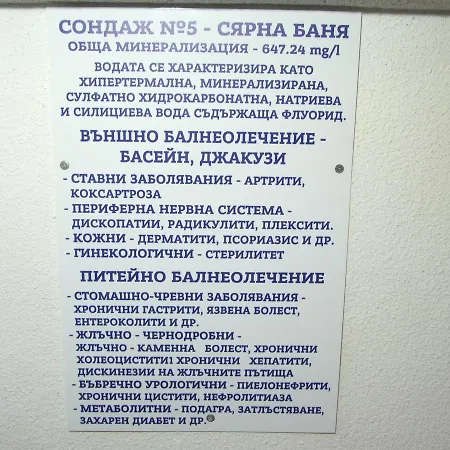 СОНДАЖ №5 - СЯРНА БАНЯ
ОБЩА МИНЕРАЛИЗАЦИЯ - 647.24 mg/l
ВОДАТА СЕ ХАРАКТЕРИЗИРА КАТО
ХИПЕРТЕРМАЛНА, МИНЕРАЛИЗИРАНА,
СУЛФАТНО ХИДРОКАРБОНАТНА, НАТРИЕВА
И СИЛИЦИЕВА ВОДА СЪДЪРЖАЩА ФЛУОРИД.
ВЪНШНО БАЛНЕОЛЕЧЕНИЕ -
БАСЕЙН, ДЖАКУЗИ
- СТАВНИ ЗАБОЛЯВАНИЯ - АРТРИТИ,
КОКСАРТРОЗА
- ПЕРИФЕРНА НЕРВНА СИСТЕМА -
ДИСКОПАТИИ, РАДИКУЛИТИ, ПЛЕКСИТИ.
- КОЖНИ - ДЕРМАТИТИ, ПСОРИАЗИС И ДР.
- ГИНЕКОЛОГИЧНИ - СТЕРИЛИТЕТ
ПИТЕЙНО БАЛНЕОЛЕЧЕНИЕ
- СТОМАШНО-ЧРЕВНИ ЗАБОЛЯВАНИЯ -
ХРОНИЧНИ ГАСТРИТИ, ЯЗВЕНА БОЛЕСТ,
ЕНТЕРОКОЛИТИ И ДР.
- ЖЛЪЧНО - ЧЕРНОДРОБНИ -
ЖЛЪЧНО - КАМЕННА БОЛЕСТ, ХРОНИЧНИ
ХОЛЕОЦИСТИТИ1 ХРОНИЧНИ ХЕПАТИТИ,
ДИСКИНЕЗИИ НА ЖЛЪЧНИТЕ ПЪТИЩА
- БЪБРЕЧНО УРОЛОГИЧНИ - ПИЕЛОНЕФРИТИ,
ХРОНИЧНИ ЦИСТИТИ, НЕФРОЛИТИАЗА
- МЕТАБОЛИТНИ - ПОДАГРА, ЗАТЛЪСТЯВАНЕ,
ЗАХАРЕН ДИАБЕТ И ДР.